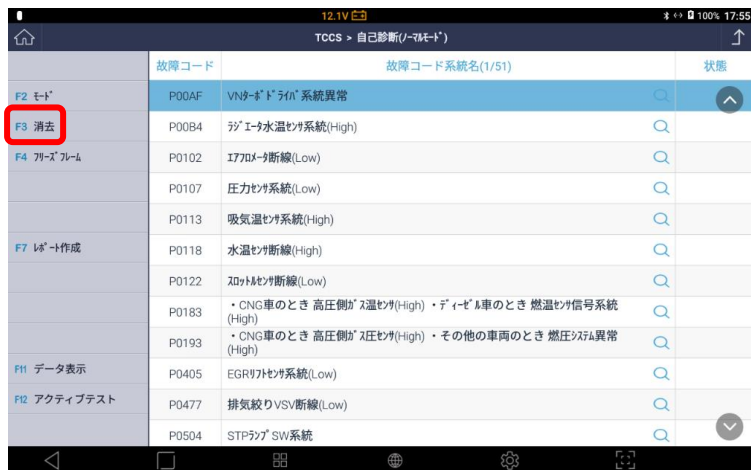 12.1V
100% 17:55
TCCS > 自己診断(ﾉｰﾏﾙﾓｰﾄﾞ)
故障コード 故障コード系統名(1/51) 状態
F2 ﾓｰﾄﾞ
F3 消去
F4 ﾌﾘｰｽﾞﾌﾚｰﾑ
F7 ﾚﾎﾟｰﾄ作成
F11 データ表示
F12 アクティブテスト
P00AF VNﾀｰﾎﾞﾄﾞﾗｲﾊﾞ系統異常
P00B4 ﾗｼﾞｴｰﾀ水温ｾﾝｻ系統(High)
P0102 ｴｱﾌﾛﾒｰﾀ断線(Low)
P0107 圧力ｾﾝｻ系統(Low)
P0113 吸気温ｾﾝｻ系統(High)
P0118 水温ｾﾝｻ断線(High)
P0122 ｽﾛｯﾄﾙｾﾝｻ断線(Low)
P0183 ・CNG車のとき 高圧側ｶﾞｽ温ｾﾝｻ(High) ・ﾃﾞｨｰｾﾞﾙ車のとき 燃温ｾﾝｻ信号系統
(High)
P0193 ・CNG車のとき 高圧側ｶﾞｽ圧ｾﾝｻ(High) ・その他の車両のとき 燃圧ｼｽﾃﾑ異常
(High)
P0405 EGRﾘﾌﾄｾﾝｻ系統(Low)
P0477 排気絞りVSV断線(Low)
P0504 STPﾗﾝﾌﾟSW系統